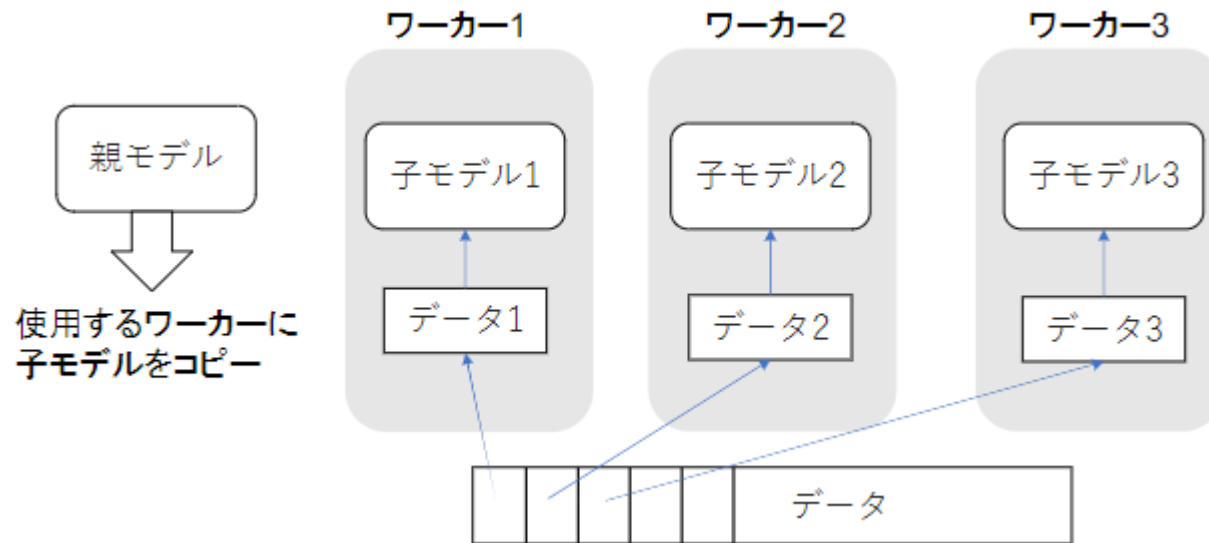 ワーカー1
ワーカー2
ワーカー3
親モデル
子モデル1
子モデル2
子モデル3
使用するワーカーに
子モデルをコピー
データ1
データ2
データ3
データ